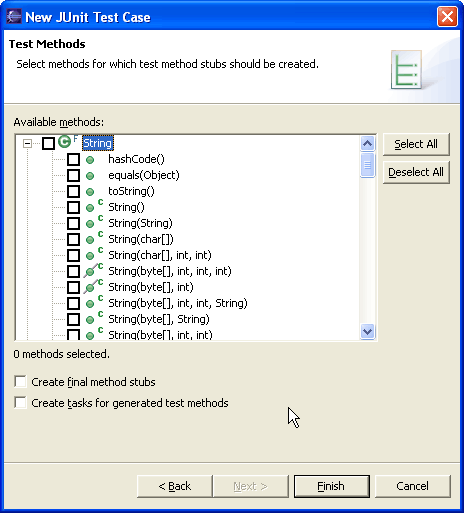 New JUnit Test Case
Test Methods
Select methods for which test method stubs should be created.
Available methods:
String
hashCode()
equals(Object)
toString()
String()
String(String)
String(char[])
String(char[], int, int)
String(byte[], int, int, int)
String(byte[], int)
String(byte[], int, int, String)
String(byte[], String)
String(byte[], int, int)
Select All
Deselect All
0 methods selected.
Create final method stubs
Create tasks for generated test methods
< Back
Next >
Finish
Cancel